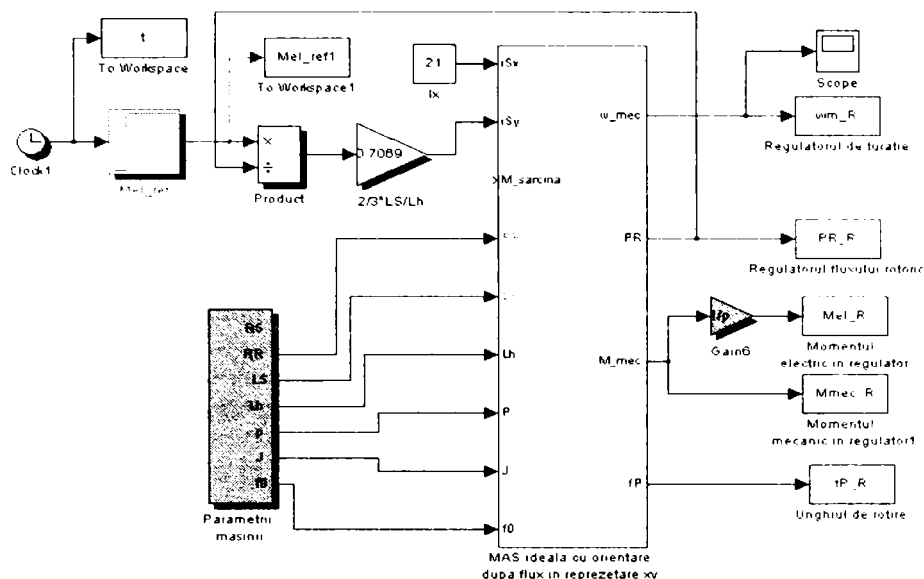 t
To Workspace
Clock1
Mel_ref
Mel_ref1
To Workspace1
×
÷
Product
0.7069
2/3*LS/Lh
21
Ix
iSx
iSy
M_sarcina
Lh
P
J
f0
w_mec
PR
M_mec
fP
MAS ideala cu orientare
dupa flux in reprezetare xy
RS
RR
LS
Lh
p
J
f0
Parametrii
masinii
Scope
wm_R
Regulatorul de turatie
PR_R
Regulatorul fluxului rotoric
1/p
Gain6
Mel_R
Momentul
electric in regulator
Mmec_R
Momentul
mecanic in regulator1
fP_R
Unghiul de rotire